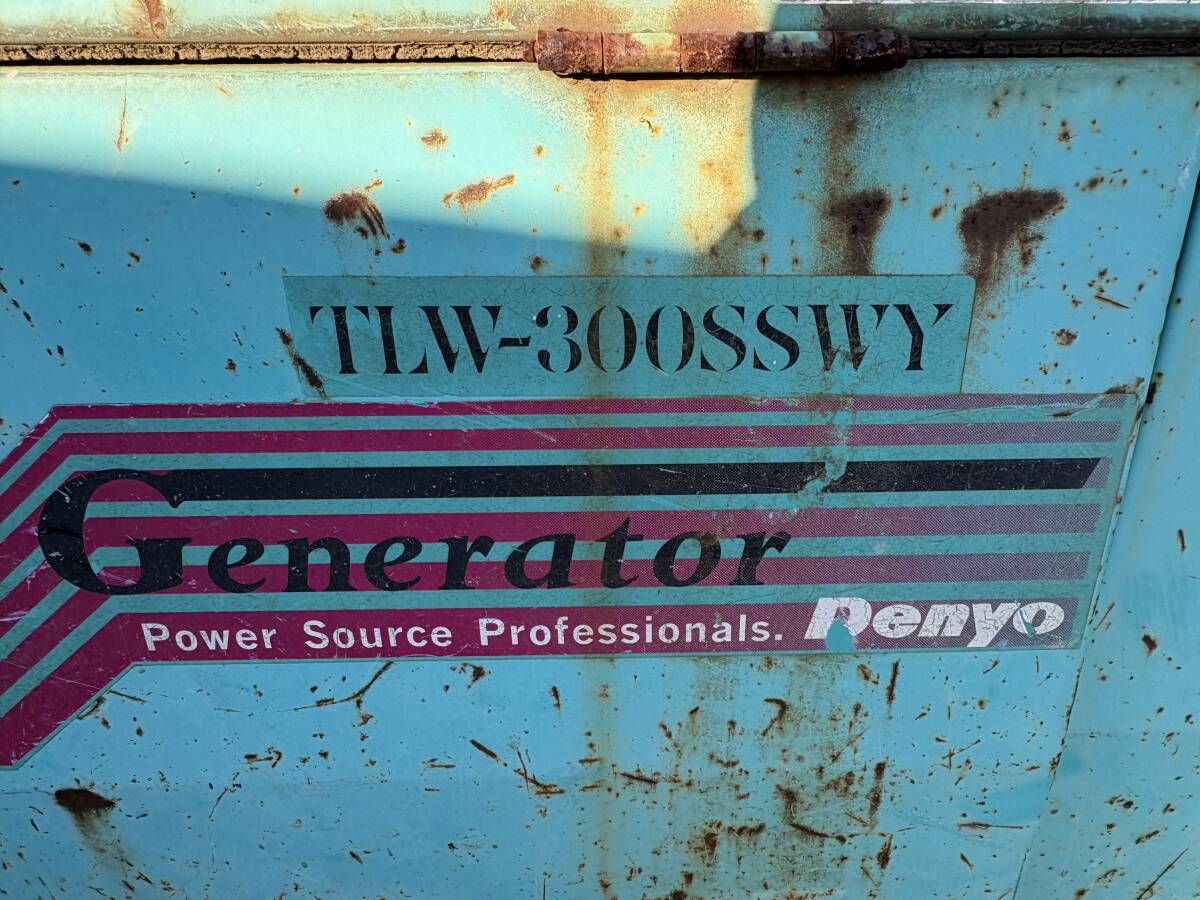 TLW-300SSWY
Generator
Power Source Professionals. Denyo